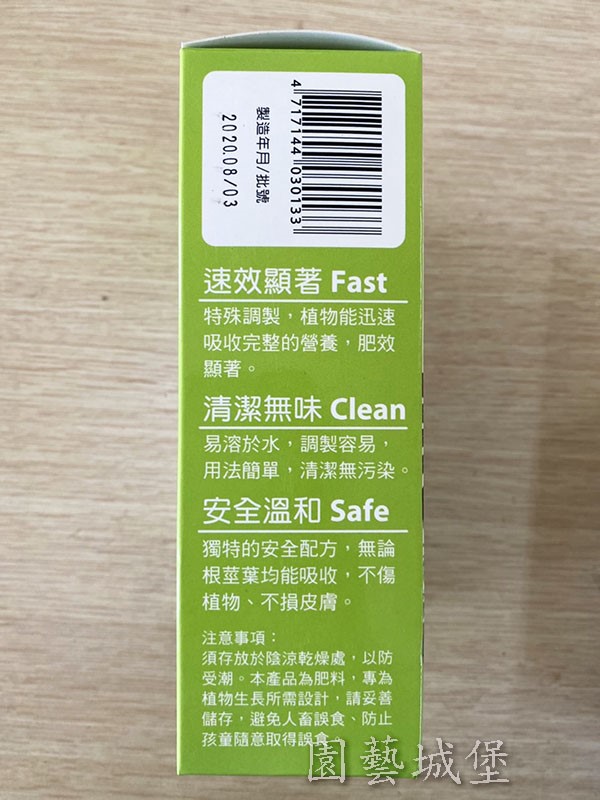 4 717144 030133
製造年月/批號
2020.08/03
速效顯著 Fast
特殊調製，植物能迅速
吸收完整的營養，肥效
顯著。
清潔無味 Clean
易溶於水，調製容易，
用法簡單，清潔無污染。
安全溫和 Safe
獨特的安全配方，無論
根莖葉均能吸收，不傷
植物、不損皮膚。
注意事項：
須存放於陰涼乾燥處，以防
受潮。本產品為肥料，專為
植物生長所需設計，請妥善
儲存，避免人畜誤食、防止
孩童隨意取得誤食。
園藝城堡